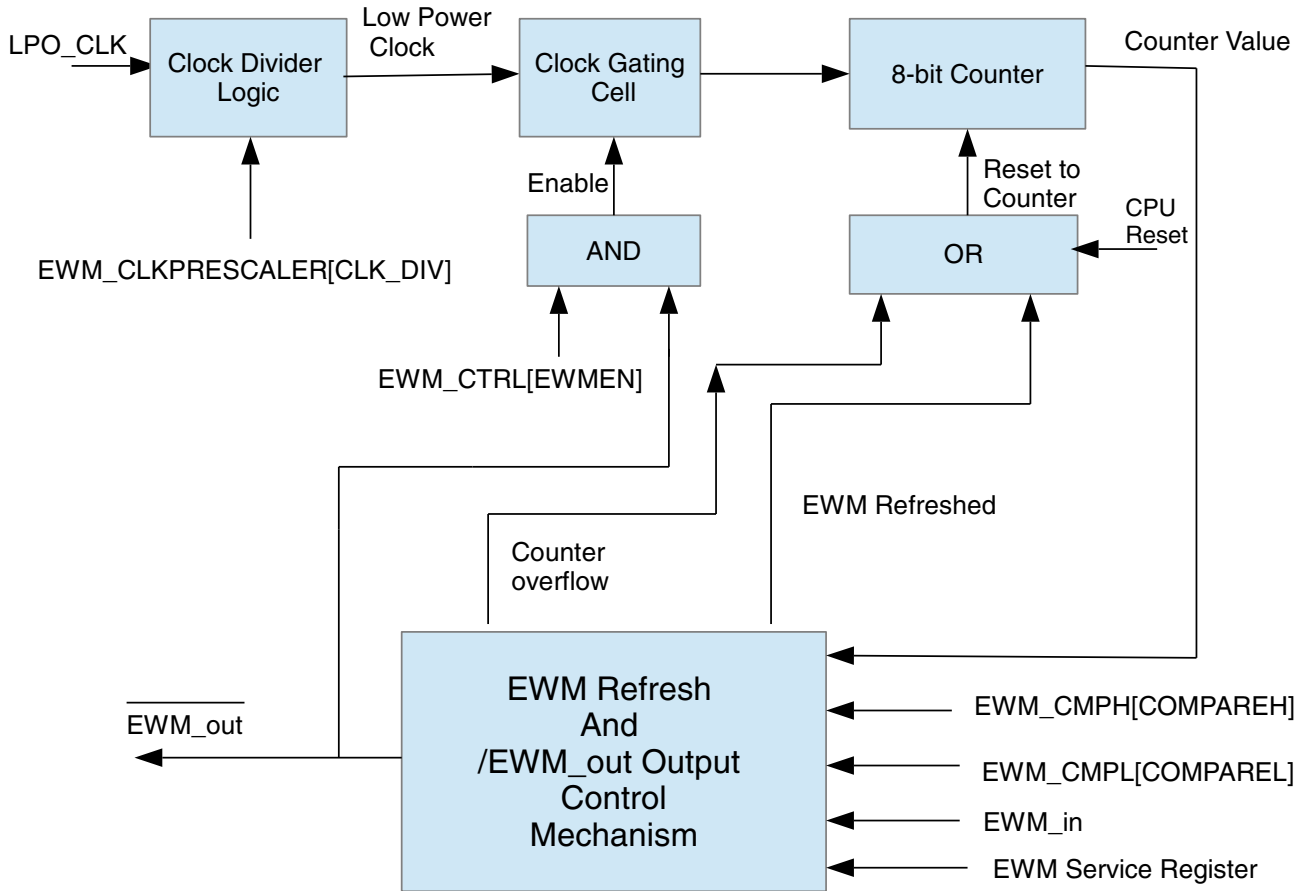 LPO_CLK
Clock Divider
Logic
Low Power
Clock
Clock Gating
Cell
8-bit Counter
Counter Value
Enable
Reset to
Counter
CPU
Reset
AND
OR
EWM_CLKPRESCALER[CLK_DIV]
EWM_CTRL[EWMEN]
EWM Refreshed
Counter
overflow
EWM_out
EWM Refresh
And
/EWM_out Output
Control
Mechanism
EWM_CMPH[COMPAREH]
EWM_CMPL[COMPAREL]
EWM_in
EWM Service Register